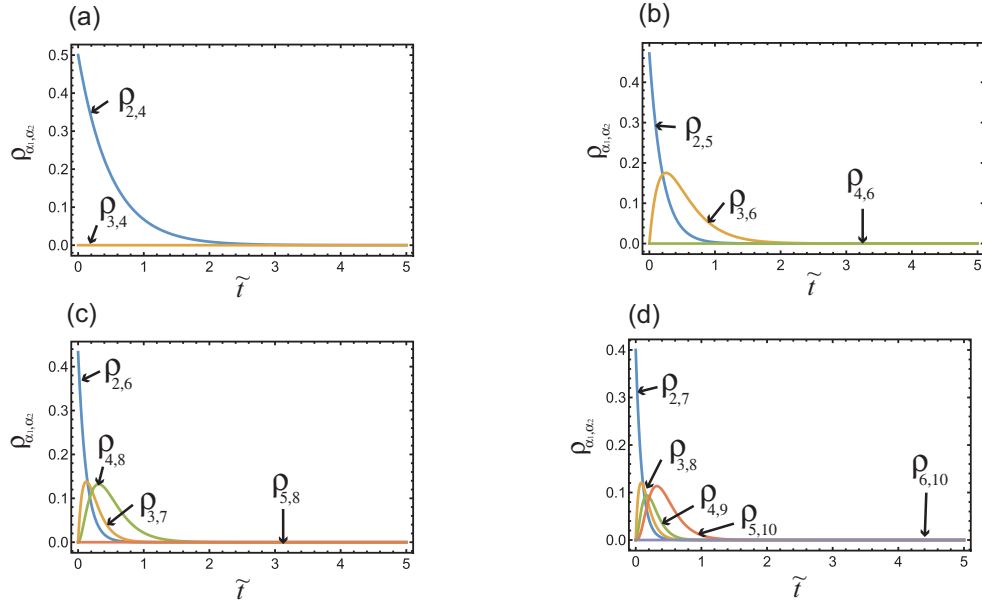 (a)
0.5
0.4
0.3
0.2
0.1
0.0
ρα₁,α₂
ρ2,4
ρ3,4
0 1 2 3 4 5
t̃
(b)
0.4
0.3
0.2
0.1
0.0
ρα₁,α₂
ρ2,5
ρ3,6
ρ4,6
0 1 2 3 4 5
t̃
(c)
0.4
0.3
0.2
0.1
0.0
ρα₁,α₂
ρ2,6
ρ4,8
ρ3,7
ρ5,8
0 1 2 3 4 5
t̃
(d)
0.4
0.3
0.2
0.1
0.0
ρα₁,α₂
ρ2,7
ρ3,8
ρ4,9
ρ5,10
ρ6,10
0 1 2 3 4 5
t̃